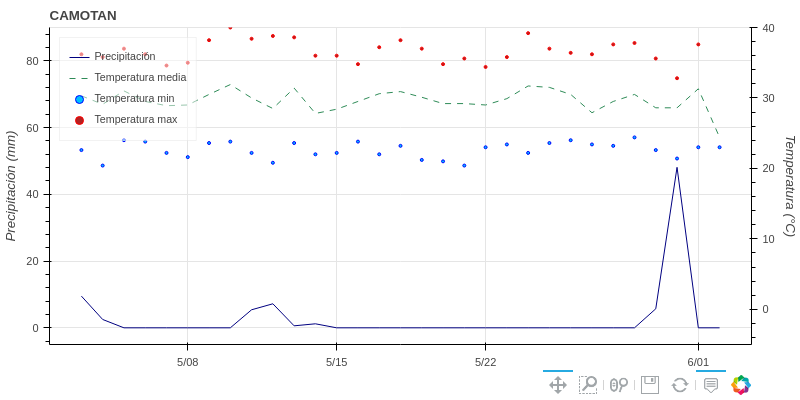 CAMOTAN
Precipitación
Temperatura media
Temperatura min
Temperatura max
Precipitación (mm)
80
60
40
20
0
40
30
20
10
0
Temperatura (°C)
5/08
5/15
5/22
6/01